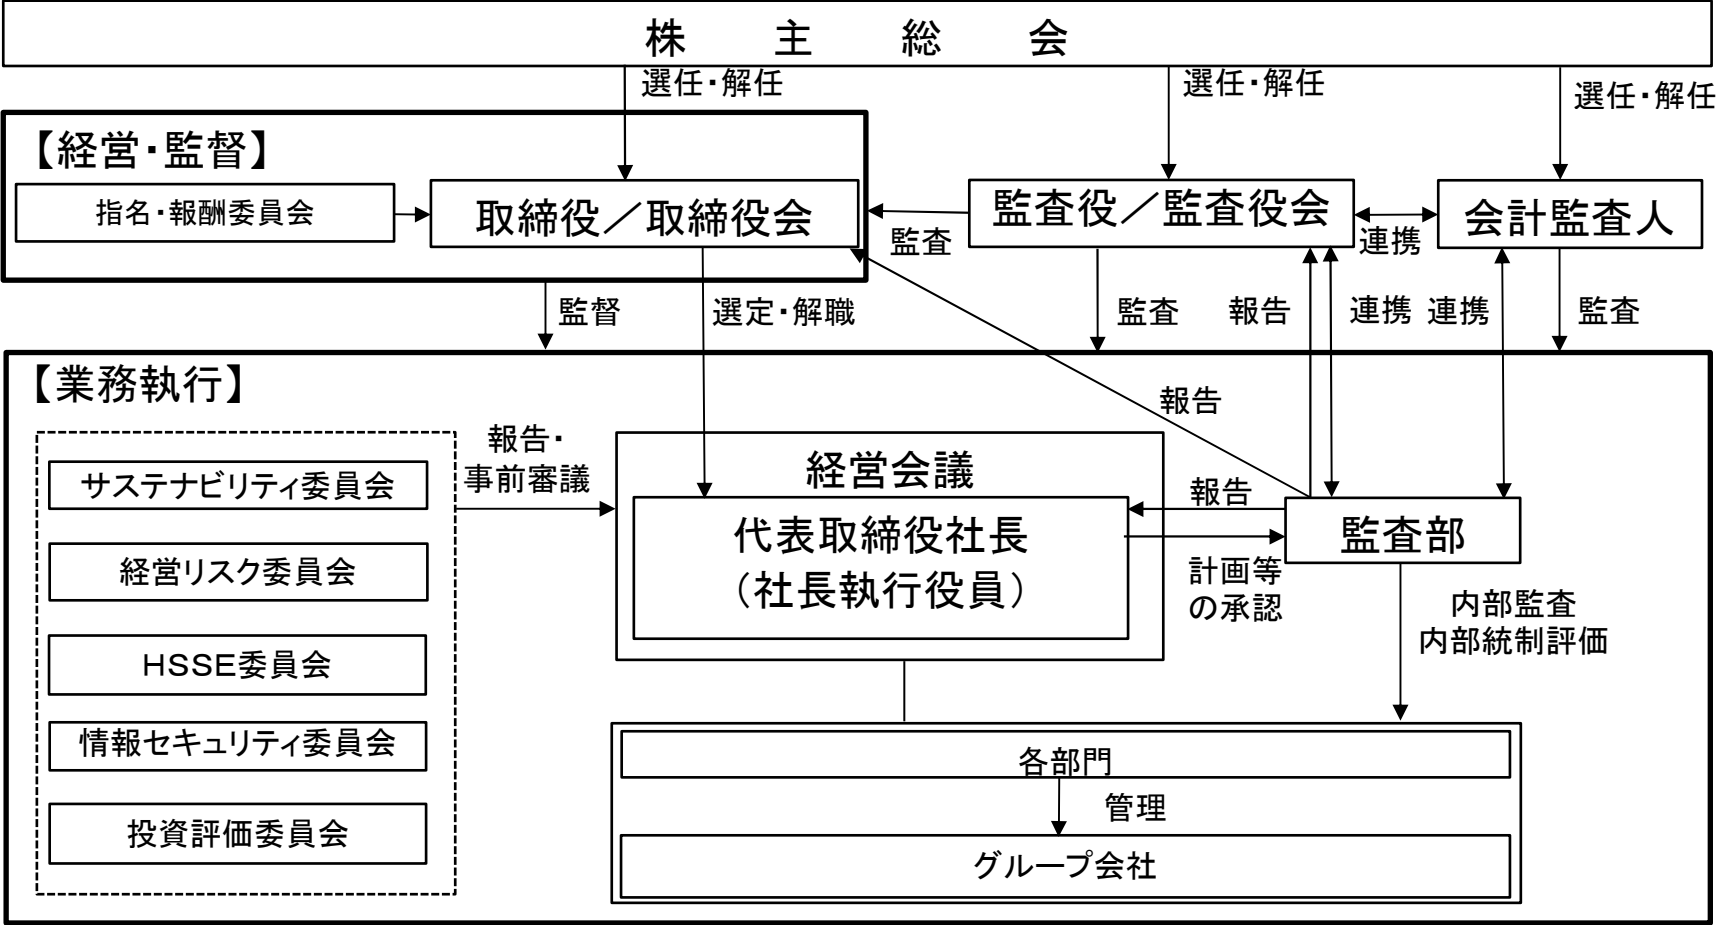 株主総会
選任・解任
選任・解任
選任・解任
【経営・監督】
指名・報酬委員会
取締役／取締役会
監査役／監査役会
会計監査人
監査
連携
監督
選定・解職
監査
報告
連携
連携
監査
【業務執行】
サステナビリティ委員会
経営リスク委員会
HSSE委員会
情報セキュリティ委員会
投資評価委員会
報告・
事前審議
経営会議
代表取締役社長
（社長執行役員）
報告
報告
計画等
の承認
監査部
内部監査
内部統制評価
各部門
管理
グループ会社